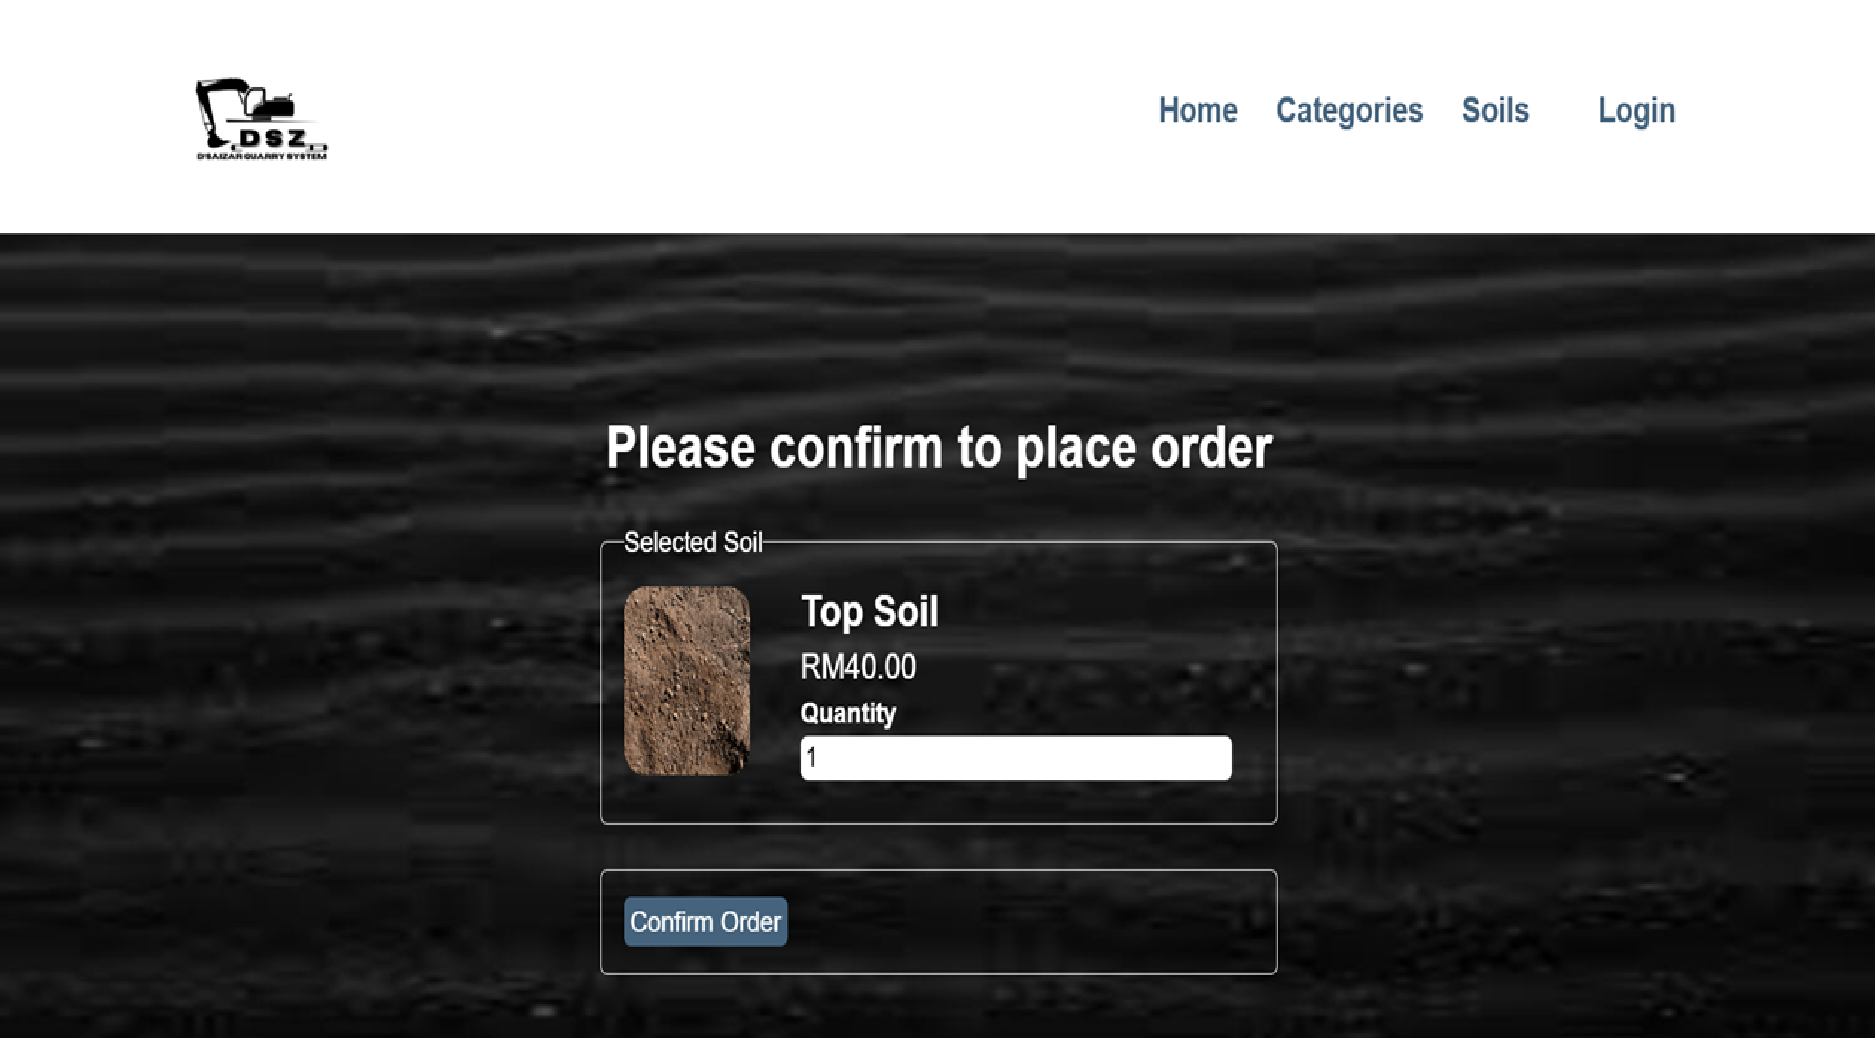 DSZ
D'SAIZAR QUARRY SYSTEM
Home Categories Soils Login
Please confirm to place order
Selected Soil
Top Soil
RM40.00
Quantity
1
Confirm Order